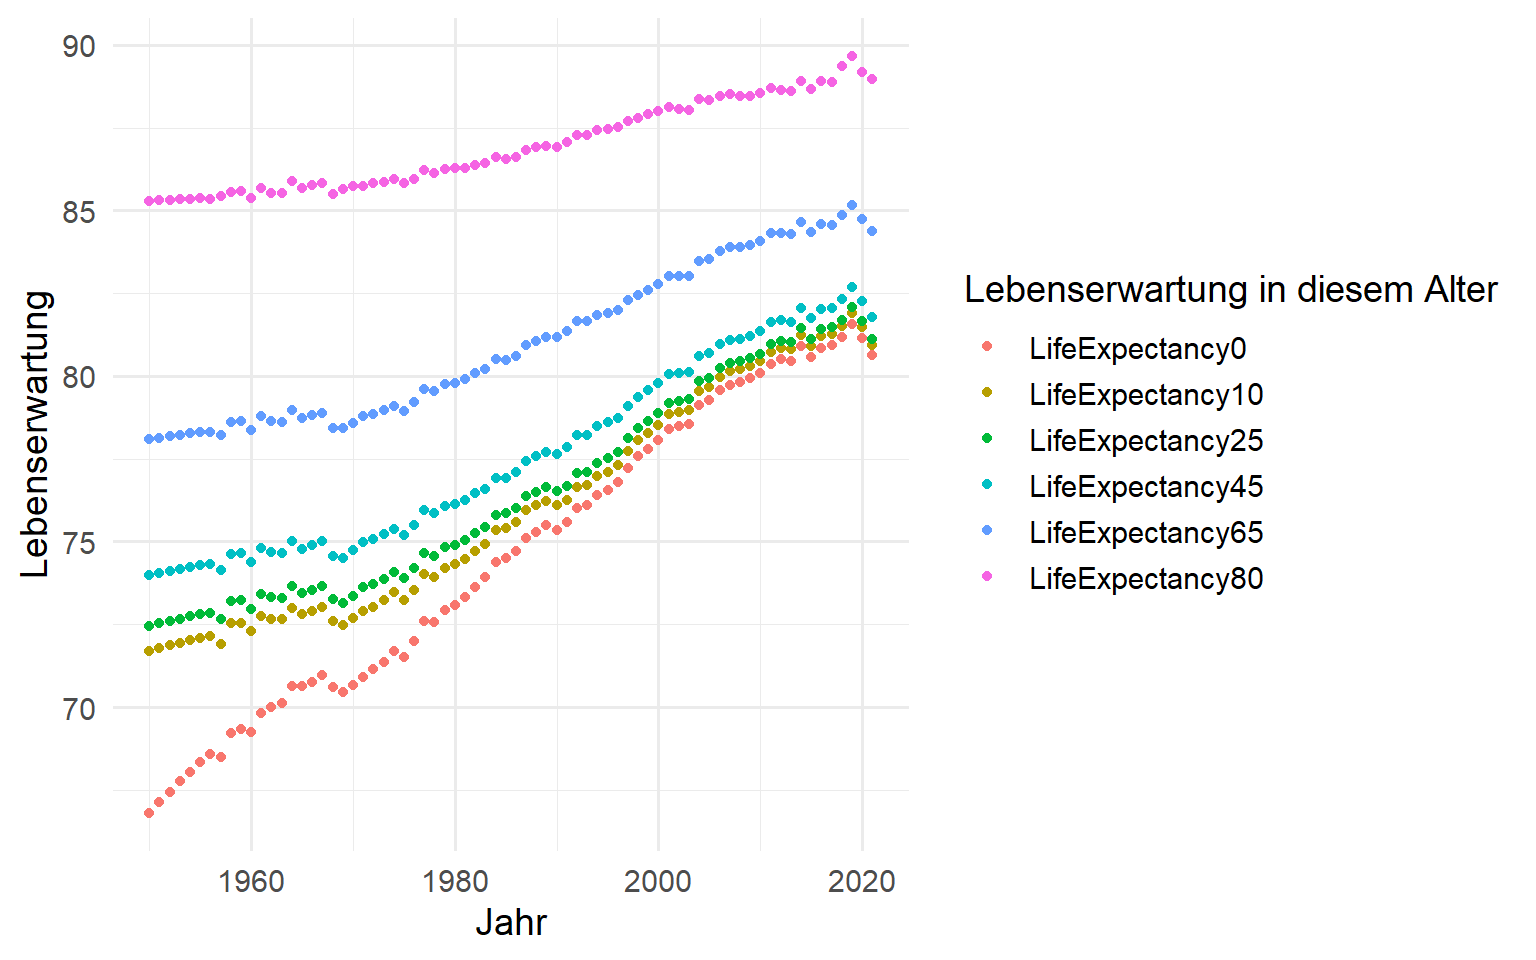 90
85
80
75
70
Lebenserwartung
1960 1980 2000 2020
Jahr
Lebenserwartung in diesem Alter
LifeExpectancy0
LifeExpectancy10
LifeExpectancy25
LifeExpectancy45
LifeExpectancy65
LifeExpectancy80